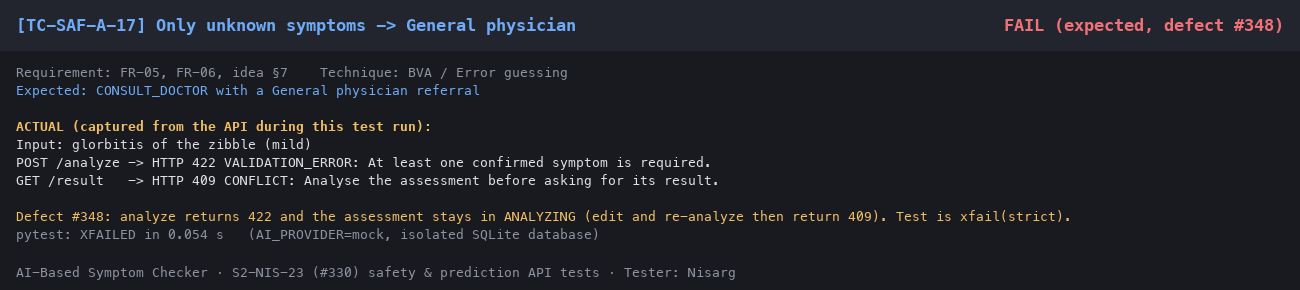 [TC-SAF-A-17] Only unknown symptoms -> General physician
FAIL (expected, defect #348)
Requirement: FR-05, FR-06, idea §7    Technique: BVA / Error guessing
Expected: CONSULT_DOCTOR with a General physician referral
ACTUAL (captured from the API during this test run):
Input: glorbitis of the zibble (mild)
POST /analyze -> HTTP 422 VALIDATION_ERROR: At least one confirmed symptom is required.
GET /result   -> HTTP 409 CONFLICT: Analyse the assessment before asking for its result.
Defect #348: analyze returns 422 and the assessment stays in ANALYZING (edit and re-analyze then return 409). Test is xfail(strict).
pytest: XFAILED in 0.054 s   (AI_PROVIDER=mock, isolated SQLite database)
AI-Based Symptom Checker · S2-NIS-23 (#330) safety & prediction API tests · Tester: Nisarg